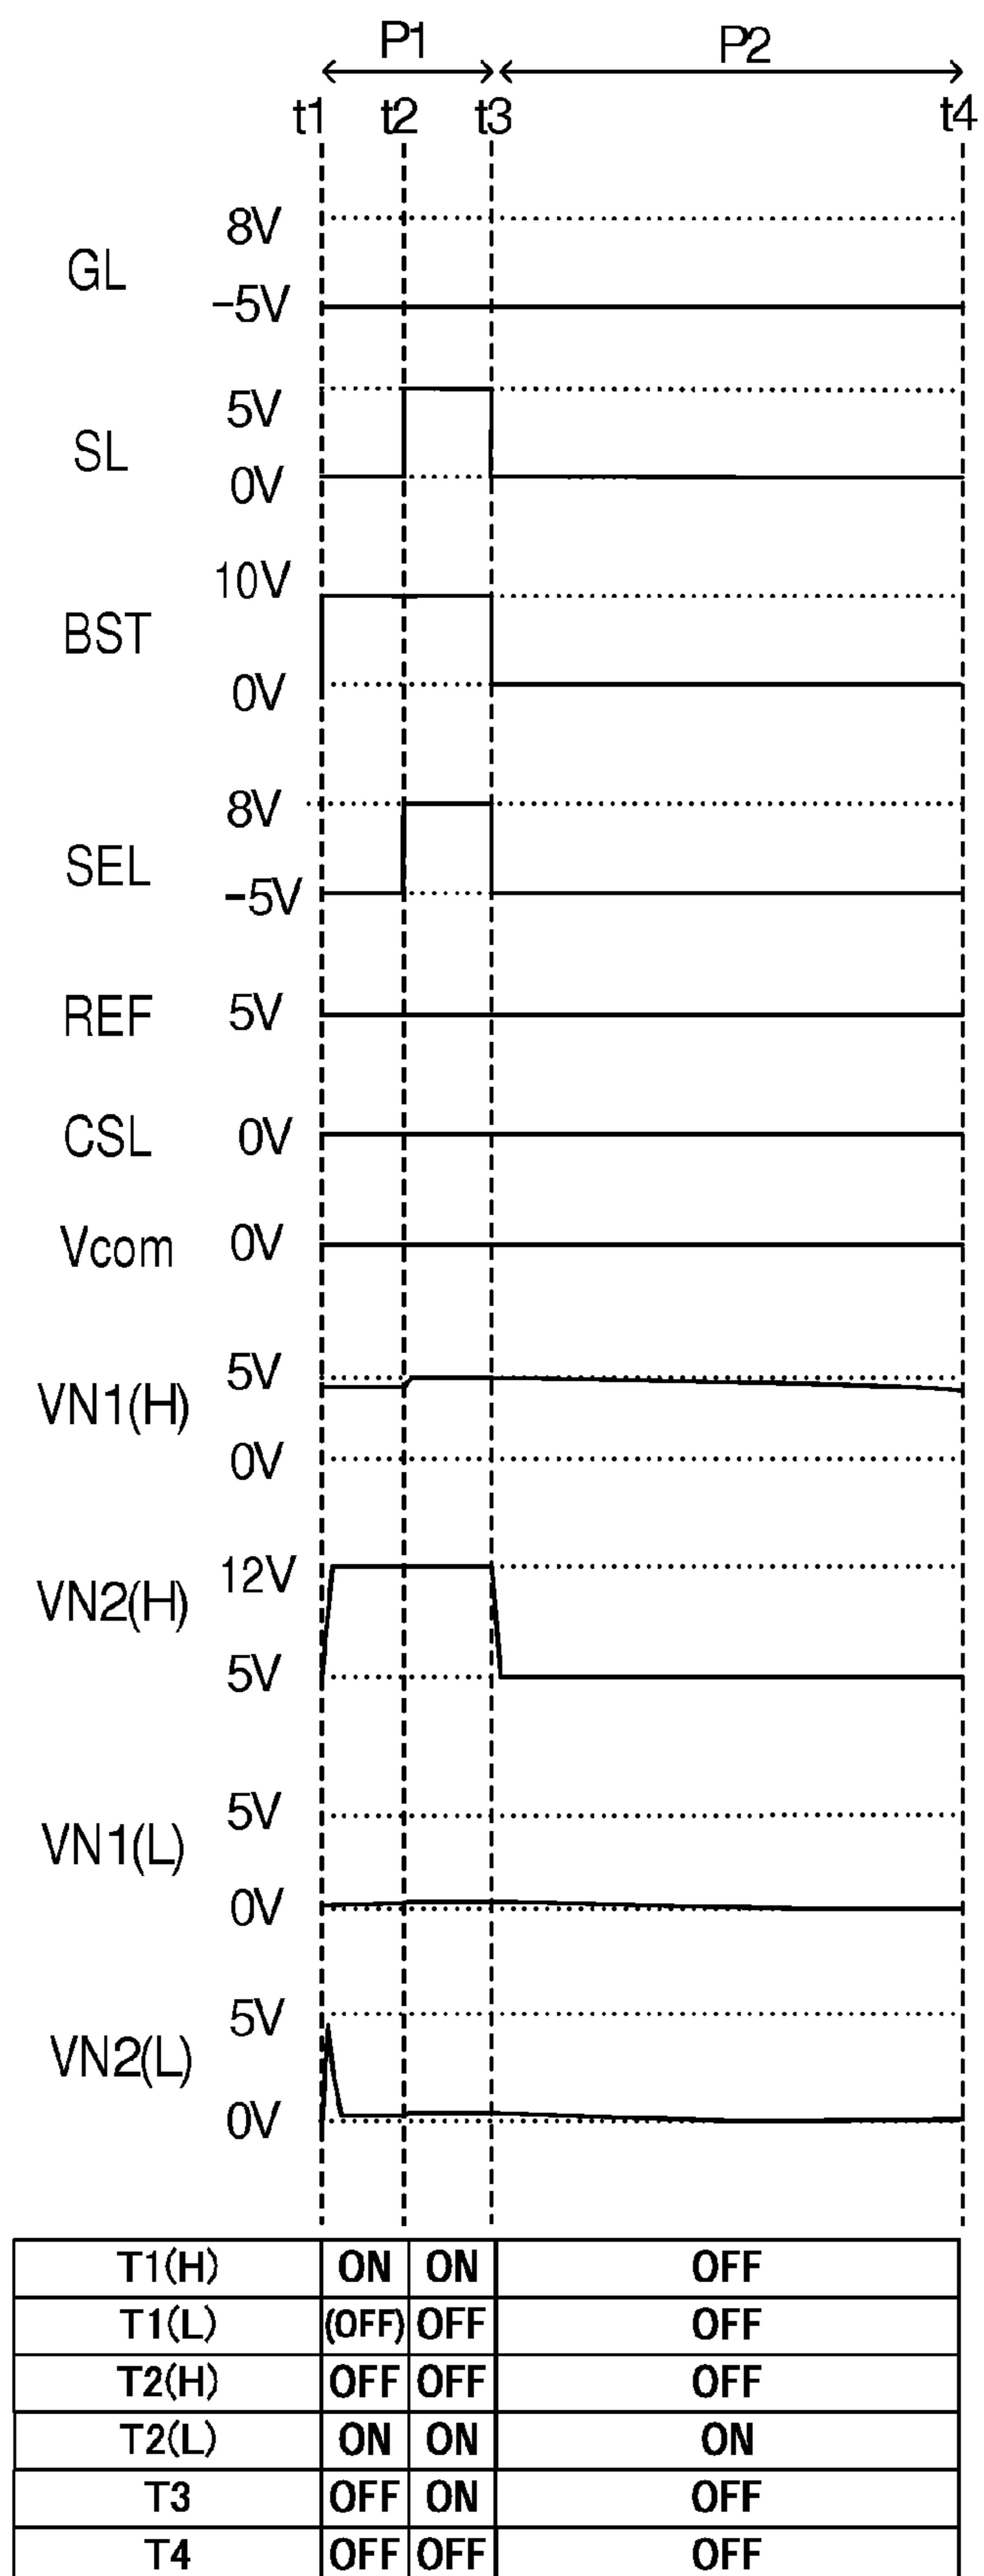 P1 P2
t1 t2 t3 t4
8V
GL
-5V
5V
SL
0V
10V
BST
0V
8V
SEL
-5V
REF 5V
CSL 0V
Vcom 0V
5V
VN1(H)
0V
12V
VN2(H)
5V
5V
VN1(L)
0V
5V
VN2(L)
0V
T1(H) ON ON OFF
T1(L) (OFF) OFF OFF
T2(H) OFF OFF OFF
T2(L) ON ON ON
T3 OFF ON OFF
T4 OFF OFF OFF